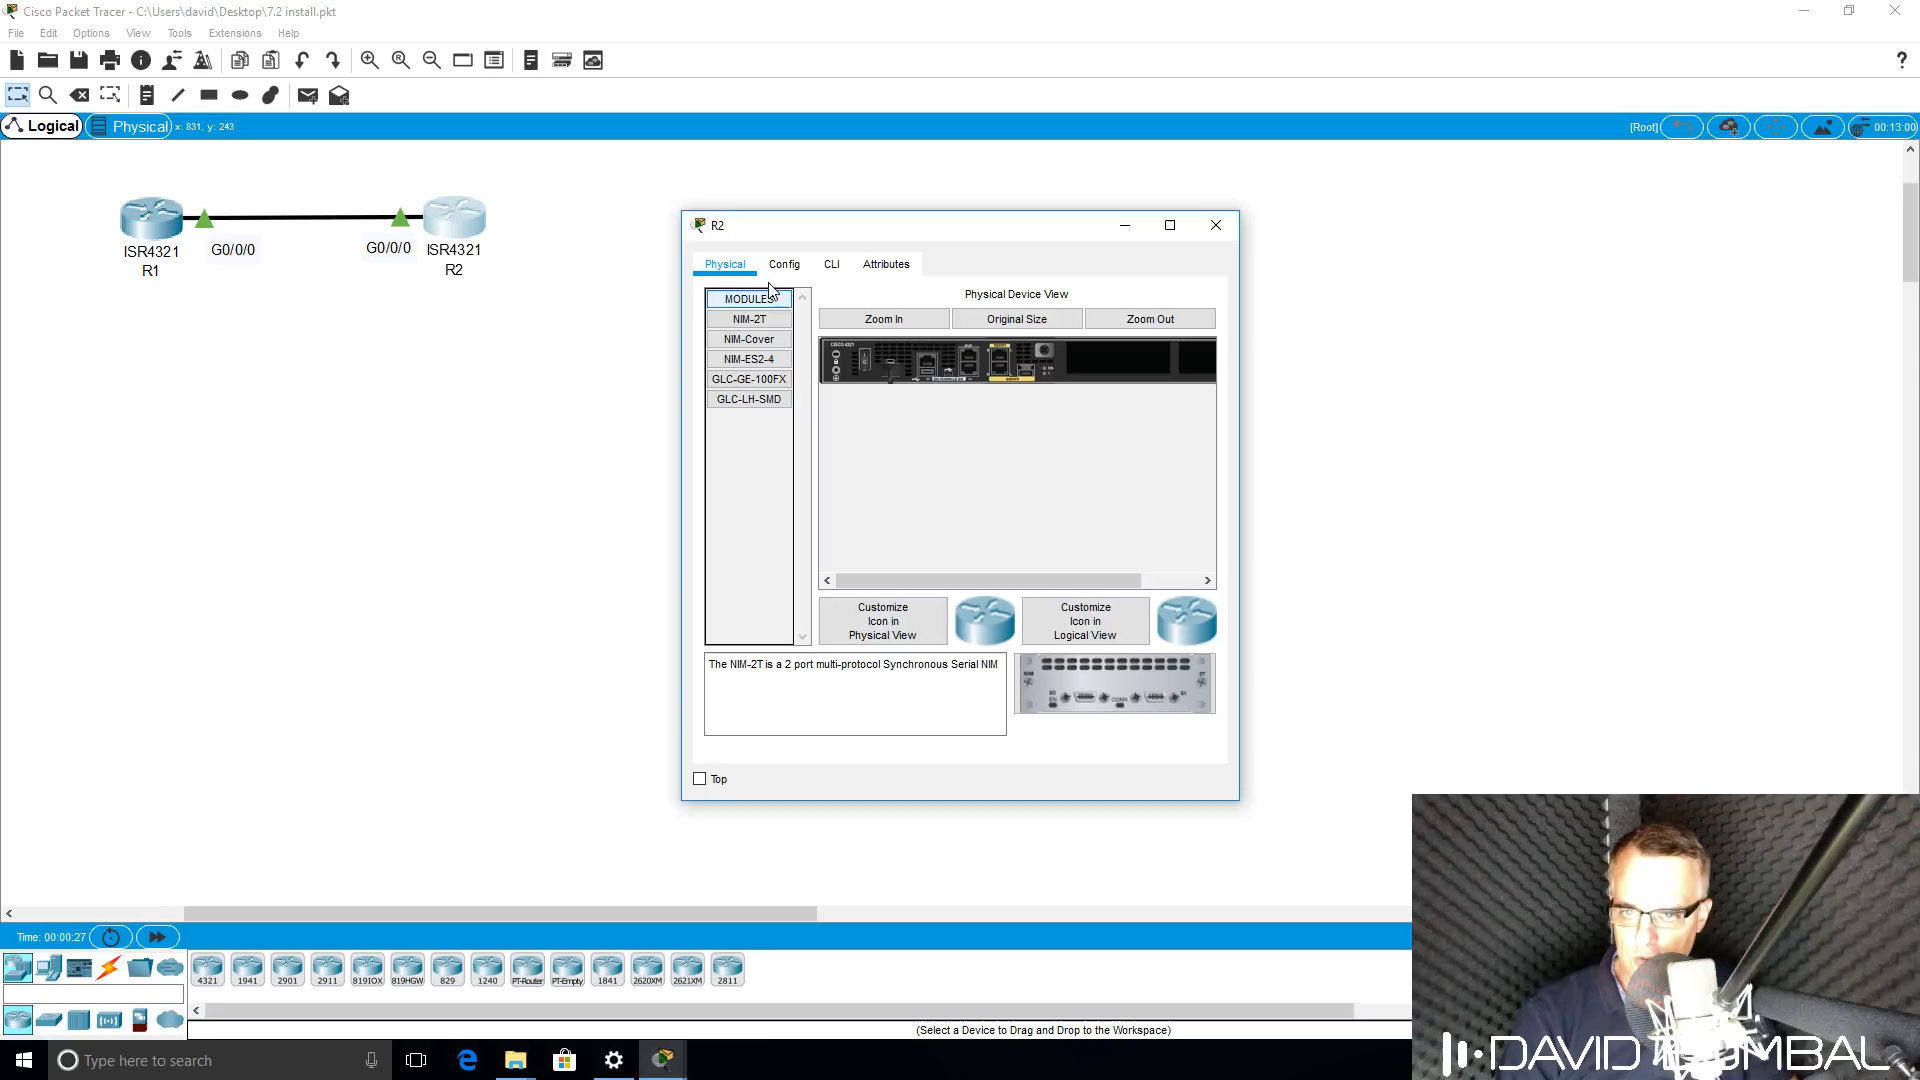 Cisco Packet Tracer - C:\Users\david\Desktop\7.2 install.pkt
File Edit Options View Tools Extensions Help
Logical Physical x: 831, y: 243 [Root] 00:13:00
G0/0/0 G0/0/0
ISR4321 ISR4321
R1 R2
R2
Physical Config CLI Attributes
MODULES
NIM-2T
NIM-Cover
NIM-ES2-4
GLC-GE-100FX
GLC-LH-SMD
Physical Device View
Zoom In Original Size Zoom Out
CISCO 4321
Customize
Icon in
Physical View
Customize
Icon in
Logical View
The NIM-2T is a 2 port multi-protocol Synchronous Serial NIM
Top
Time: 00:00:27
4321 1941 2901 2911 819IOX 819HGW 829 1240 PT-Router PT-Empty 1841 2620XM 2621XM 2811
(Select a Device to Drag and Drop to the Workspace)
Type here to search
DAVID BOMBAL